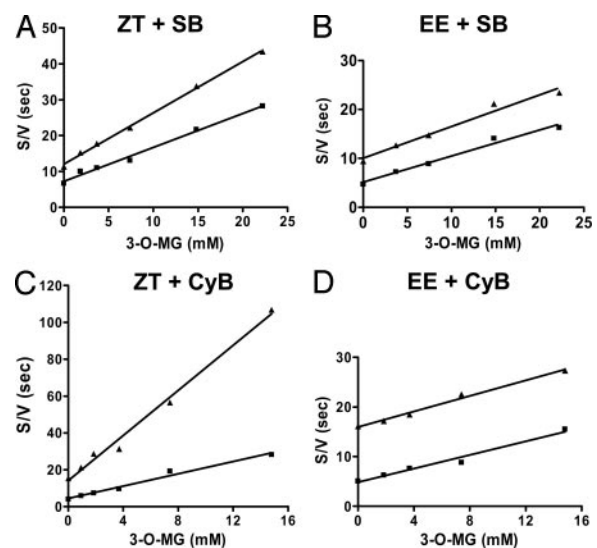 A ZT + SB
S/V (sec)
50
40
30
20
10
0
0 5 10 15 20 25
3-O-MG (mM)
B EE + SB
S/V (sec)
30
20
10
0
0 5 10 15 20 25
3-O-MG (mM)
C ZT + CyB
S/V (sec)
120
100
80
60
40
20
0
0 4 8 12 16
3-O-MG (mM)
D EE + CyB
S/V (sec)
30
20
10
0
0 4 8 12 16
3-O-MG (mM)